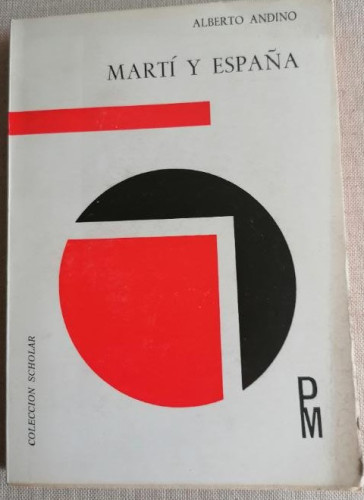 ALBERTO ANDINO
MARTÍ Y ESPAÑA
COLECCION SCHOLAR
PM